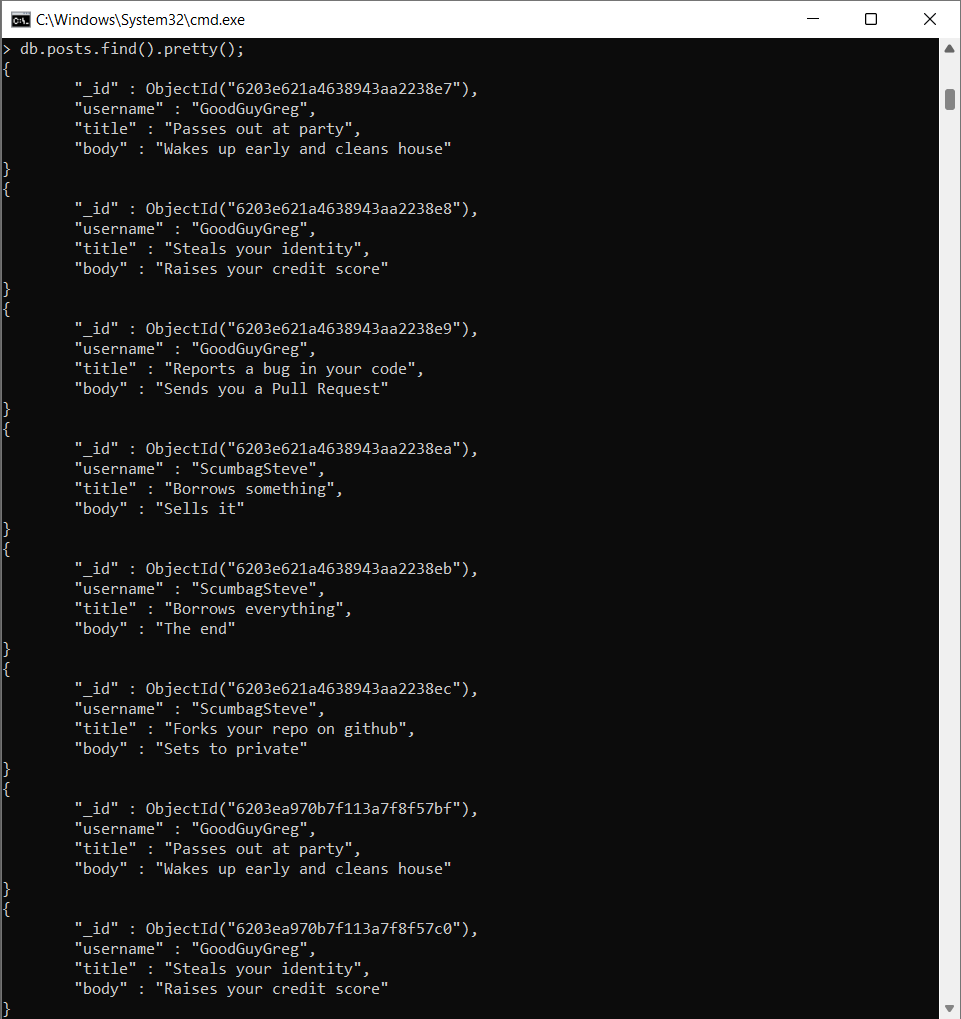 C:\Windows\System32\cmd.exe
> db.posts.find().pretty();
{
"_id" : ObjectId("6203e621a4638943aa2238e7"),
"username" : "GoodGuyGreg",
"title" : "Passes out at party",
"body" : "Wakes up early and cleans house"
}
{
"_id" : ObjectId("6203e621a4638943aa2238e8"),
"username" : "GoodGuyGreg",
"title" : "Steals your identity",
"body" : "Raises your credit score"
}
{
"_id" : ObjectId("6203e621a4638943aa2238e9"),
"username" : "GoodGuyGreg",
"title" : "Reports a bug in your code",
"body" : "Sends you a Pull Request"
}
{
"_id" : ObjectId("6203e621a4638943aa2238ea"),
"username" : "ScumbagSteve",
"title" : "Borrows something",
"body" : "Sells it"
}
{
"_id" : ObjectId("6203e621a4638943aa2238eb"),
"username" : "ScumbagSteve",
"title" : "Borrows everything",
"body" : "The end"
}
{
"_id" : ObjectId("6203e621a4638943aa2238ec"),
"username" : "ScumbagSteve",
"title" : "Forks your repo on github",
"body" : "Sets to private"
}
{
"_id" : ObjectId("6203ea970b7f113a7f8f57bf"),
"username" : "GoodGuyGreg",
"title" : "Passes out at party",
"body" : "Wakes up early and cleans house"
}
{
"_id" : ObjectId("6203ea970b7f113a7f8f57c0"),
"username" : "GoodGuyGreg",
"title" : "Steals your identity",
"body" : "Raises your credit score"
}